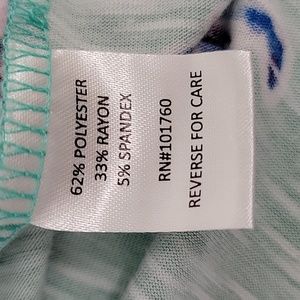 62% POLYESTER
33% RAYON
5% SPANDEX
RN#101760
REVERSE FOR CARE